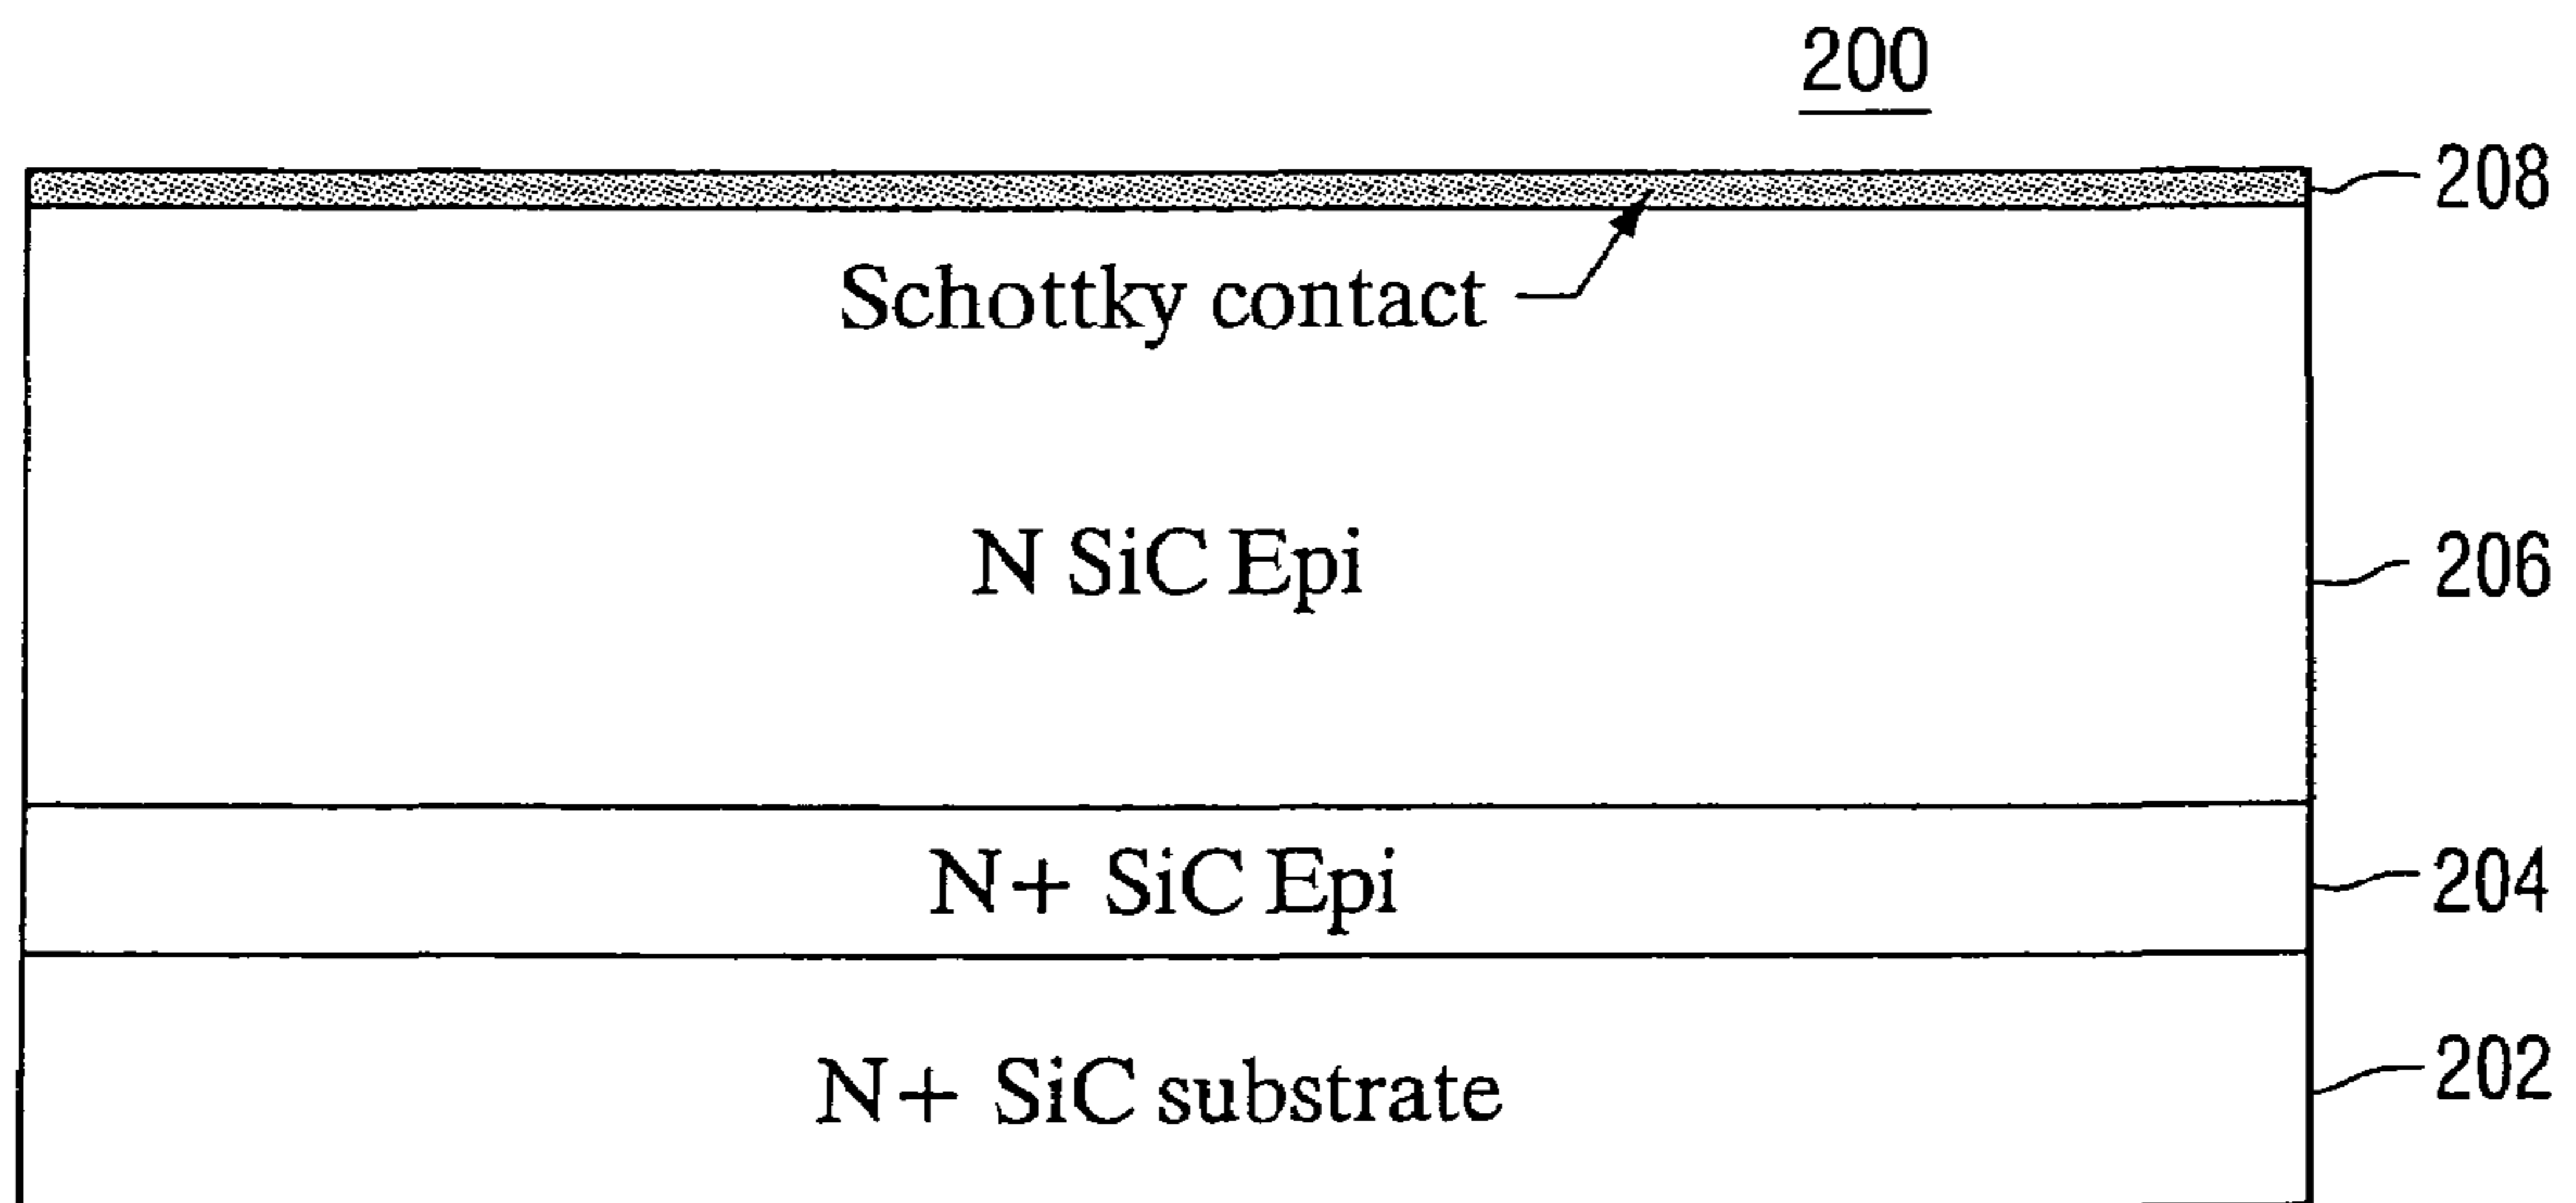 200
208
Schottky contact
N SiC Epi
206
N+ SiC Epi
204
N+ SiC substrate
202